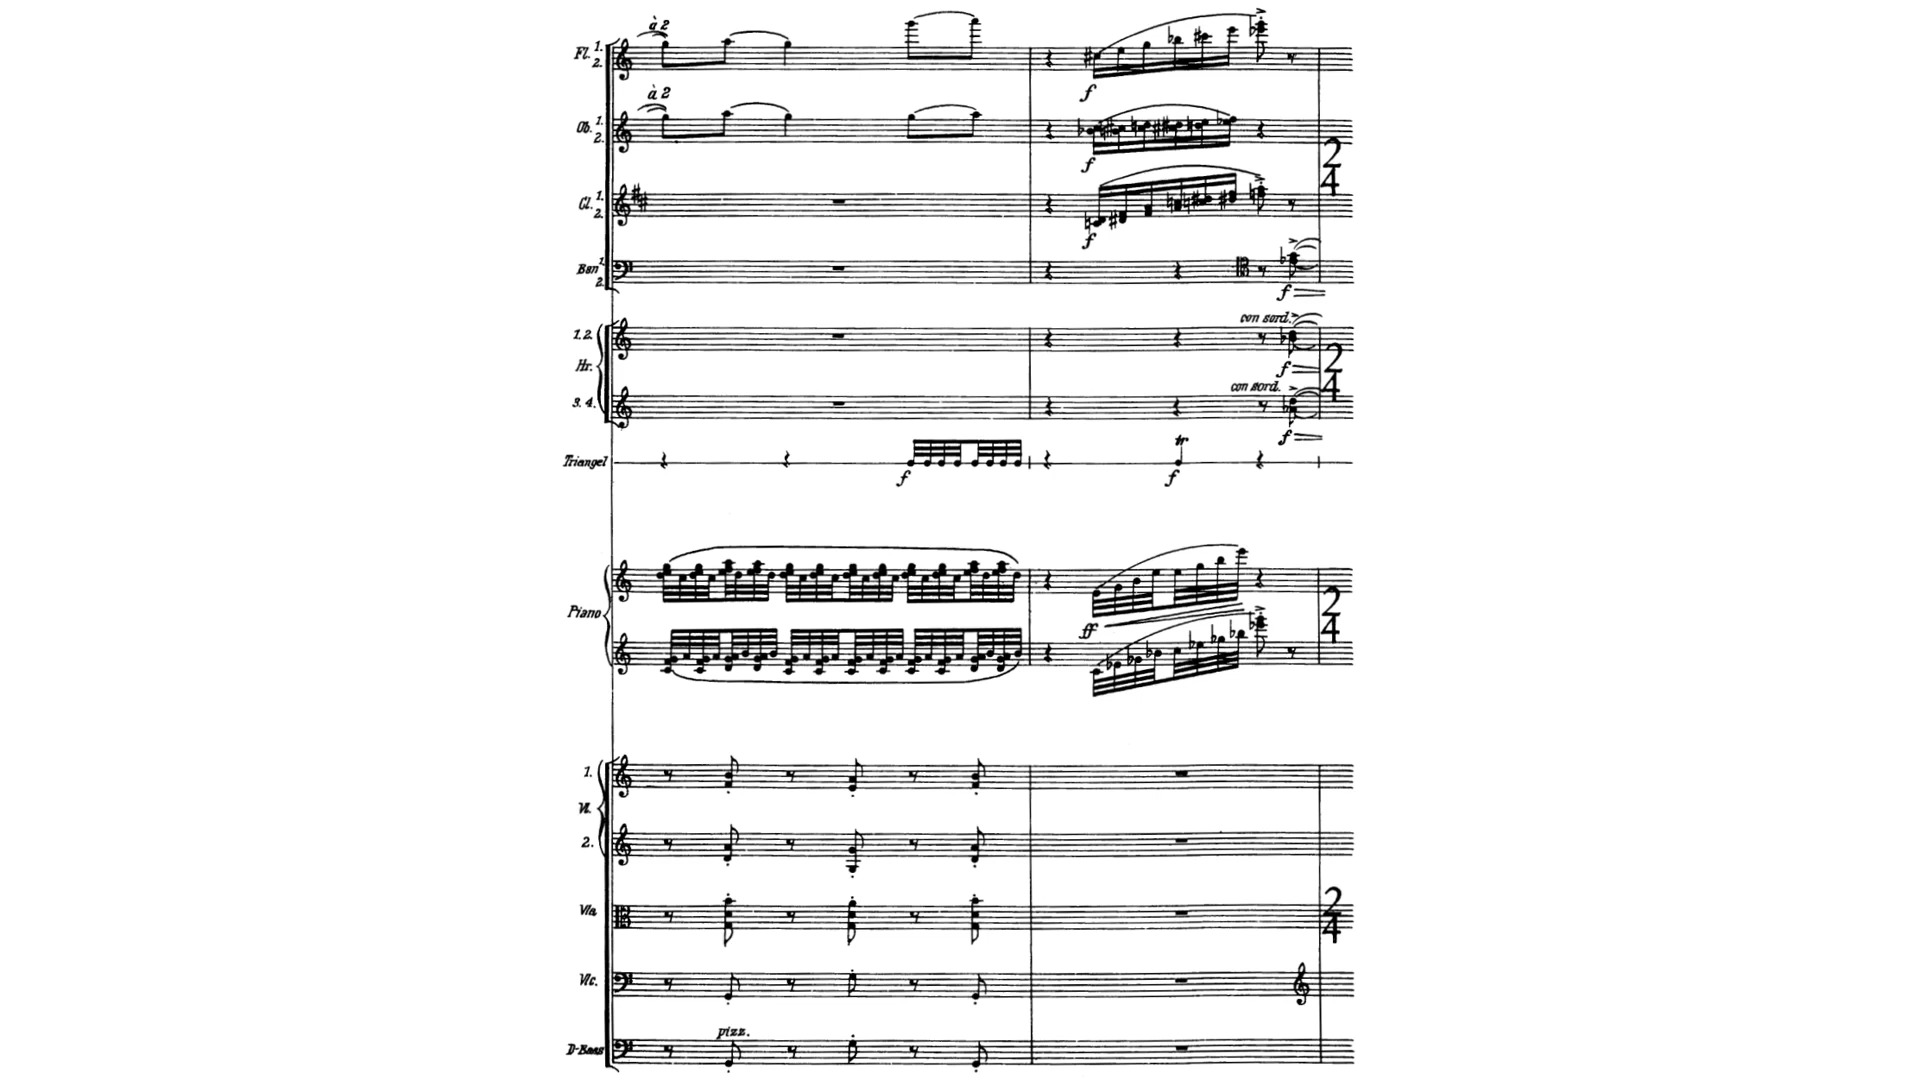 à 2
Fl. 1.
2.
à 2
Ob. 1.
2.
f
f
2
4
Cl. 1.
2.
f
Bsn 1.
2.
f
con sord.
1. 2.
Hr.
f
2
4
con sord.
3. 4.
f
tr
Triangel
f
f
Piano
ff
2
4
1.
Vl.
2.
Vla
2
4
Vlc.
pizz.
D-Bass